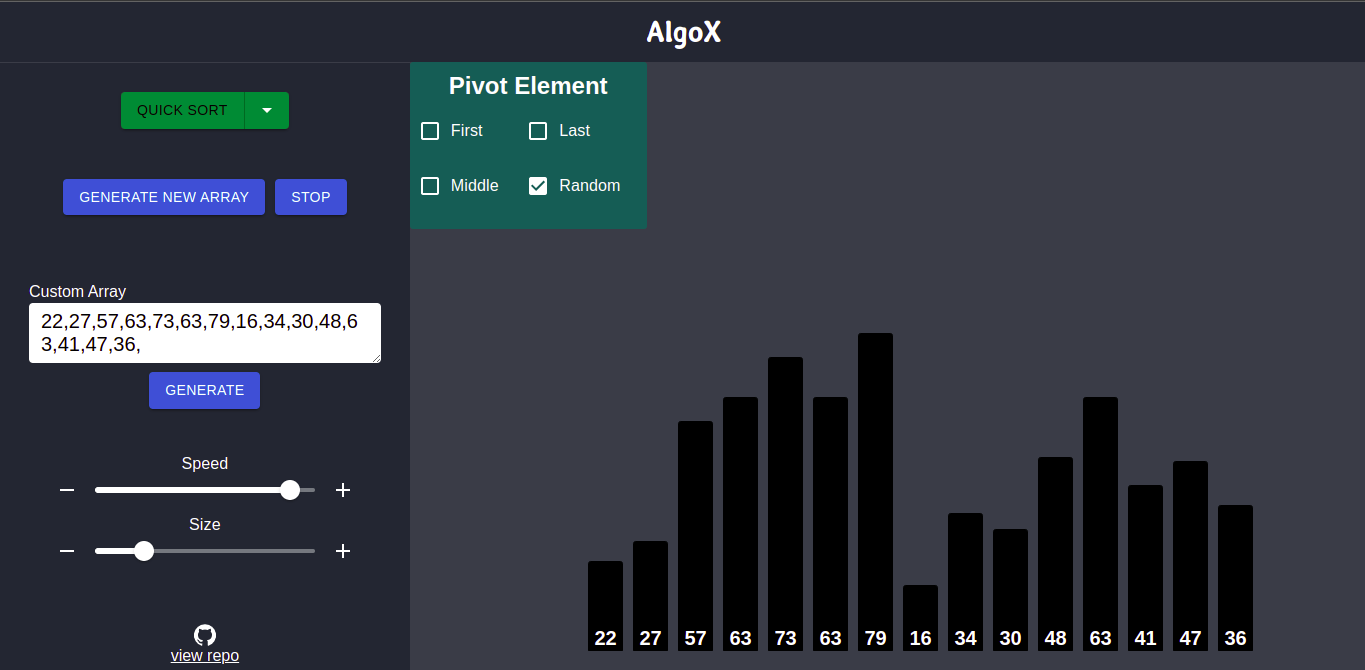 AlgoX
QUICK SORT
GENERATE NEW ARRAY
STOP
Custom Array
22,27,57,63,73,63,79,16,34,30,48,6
3,41,47,36,
GENERATE
Speed
Size
view repo
Pivot Element
First
Last
Middle
Random
22 27 57 63 73 63 79 16 34 30 48 63 41 47 36